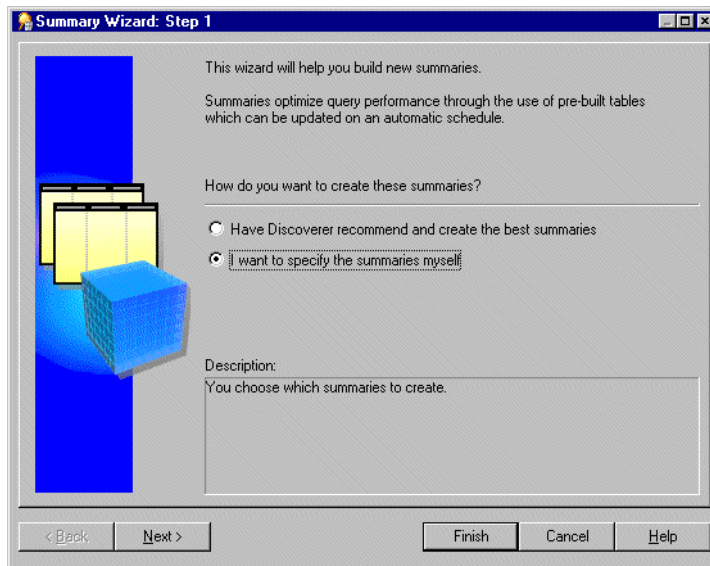 Summary Wizard: Step 1
This wizard will help you build new summaries.
Summaries optimize query performance through the use of pre-built tables
which can be updated on an automatic schedule.
How do you want to create these summaries?
Have Discoverer recommend and create the best summaries
I want to specify the summaries myself
Description:
You choose which summaries to create.
< Back
Next >
Finish
Cancel
Help